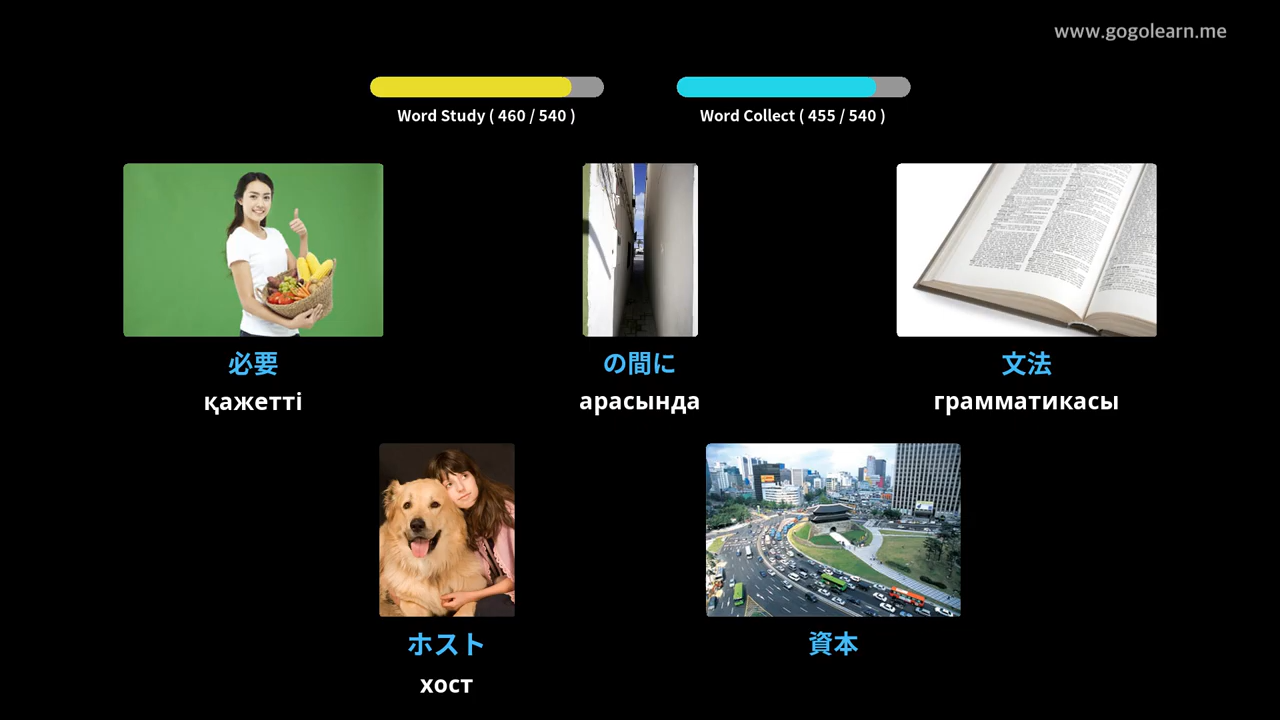 www.gogolearn.me
Word Study ( 460 / 540 )
Word Collect ( 455 / 540 )
必要
қажетті
の間に
арасында
文法
грамматикасы
ホスト
хост
資本